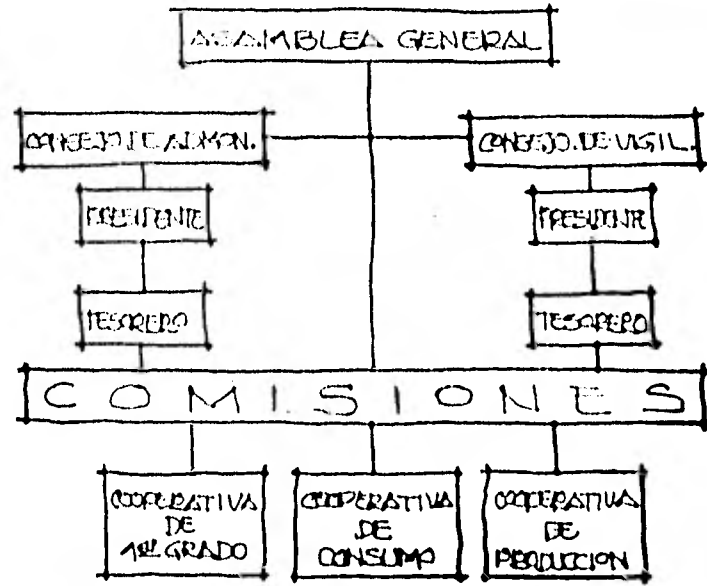 ASAMBLEA GENERAL
CONCEJO DE ADMON.
CONSEJO. DE VIGIL.
PRESIDENTE
PRESIDENTE
TESORERO
TESORERO
COMISIONES
COOPERATIVA
DE
1ER GRADO
COOPERATIVA
DE
CONSUMO
COOPERATIVA
DE
PRODUCCION